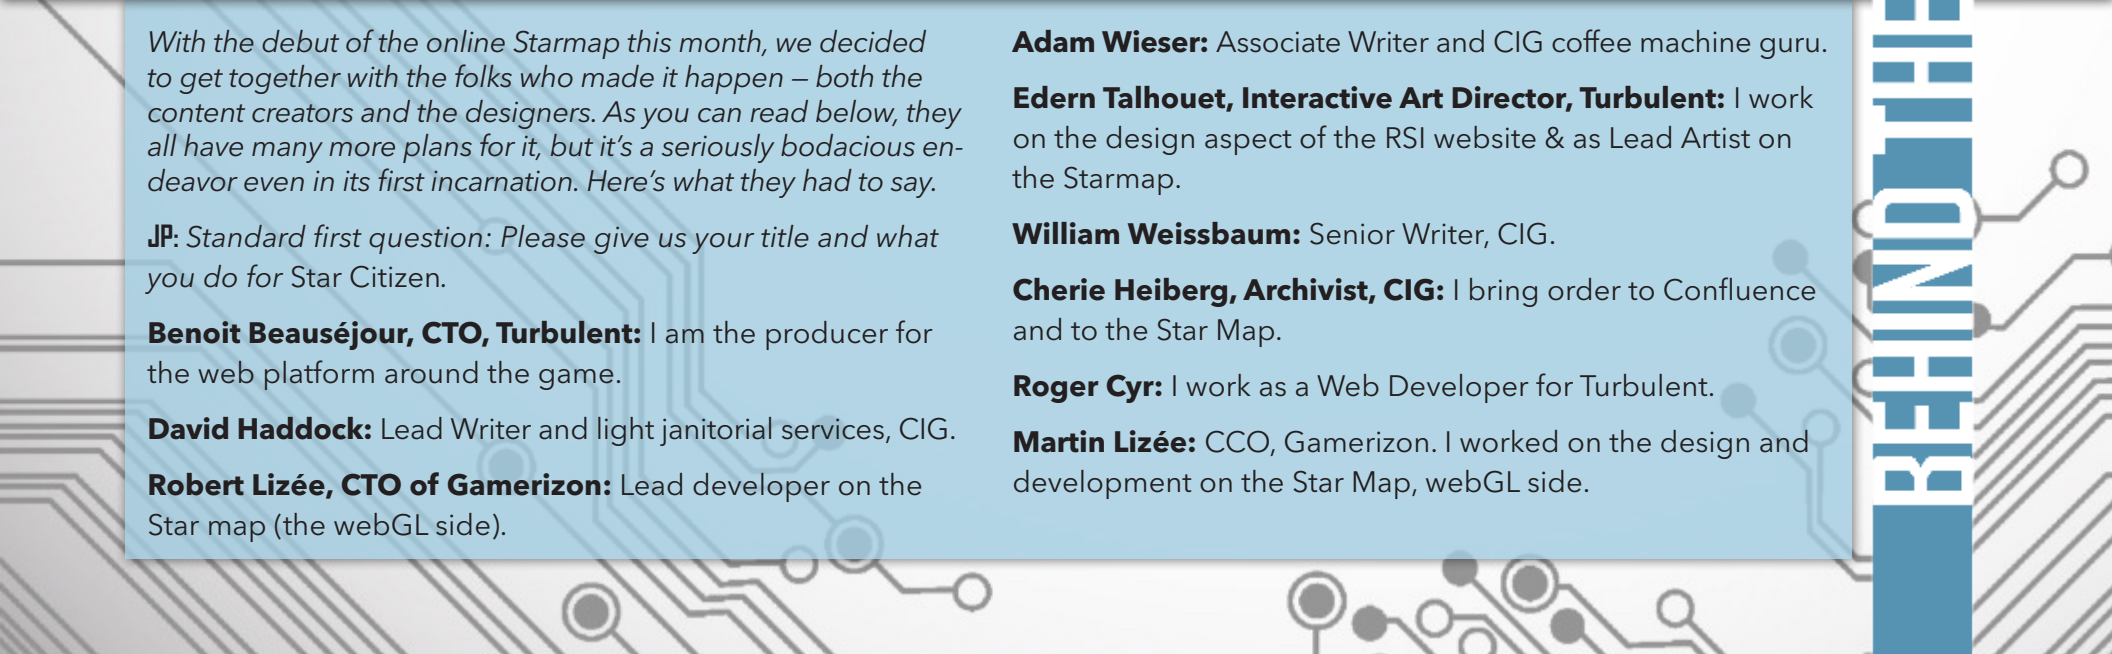 With the debut of the online Starmap this month, we decided
to get together with the folks who made it happen – both the
content creators and the designers. As you can read below, they
all have many more plans for it, but it's a seriously bodacious en-
deavor even in its first incarnation. Here's what they had to say.
JP: Standard first question: Please give us your title and what
you do for Star Citizen.
Benoit Beauséjour, CTO, Turbulent: I am the producer for
the web platform around the game.
David Haddock: Lead Writer and light janitorial services, CIG.
Robert Lizée, CTO of Gamerizon: Lead developer on the
Star map (the webGL side).
Adam Wieser: Associate Writer and CIG coffee machine guru.
Edern Talhouet, Interactive Art Director, Turbulent: I work
on the design aspect of the RSI website & as Lead Artist on
the Starmap.
William Weissbaum: Senior Writer, CIG.
Cherie Heiberg, Archivist, CIG: I bring order to Confluence
and to the Star Map.
Roger Cyr: I work as a Web Developer for Turbulent.
Martin Lizée: CCO, Gamerizon. I worked on the design and
development on the Star Map, webGL side.
BEHIND THE